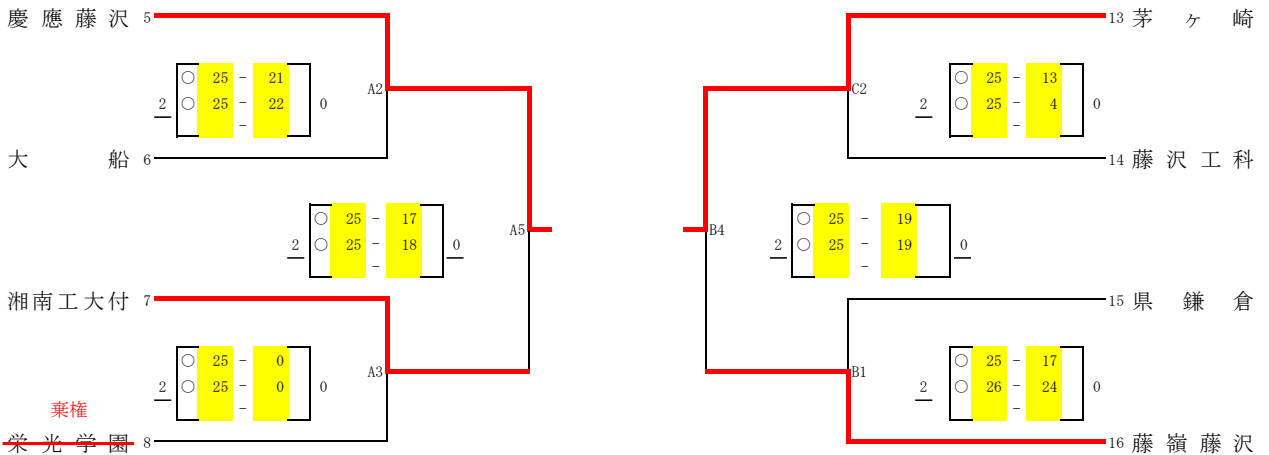 慶應藤沢 5
13 茅ヶ崎
○ 25 - 21
2 ○ 25 - 22 0
-
A2
C2
○ 25 - 13
2 ○ 25 - 4 0
-
大船 6
14 藤沢工科
○ 25 - 17
2 ○ 25 - 18 0
-
A5
B4
○ 25 - 19
2 ○ 25 - 19 0
-
湘南工大付 7
15 県鎌倉
○ 25 - 0
2 ○ 25 - 0 0
-
A3
B1
○ 25 - 17
2 ○ 26 - 24 0
-
棄権
栄光学園 8
16 藤嶺藤沢